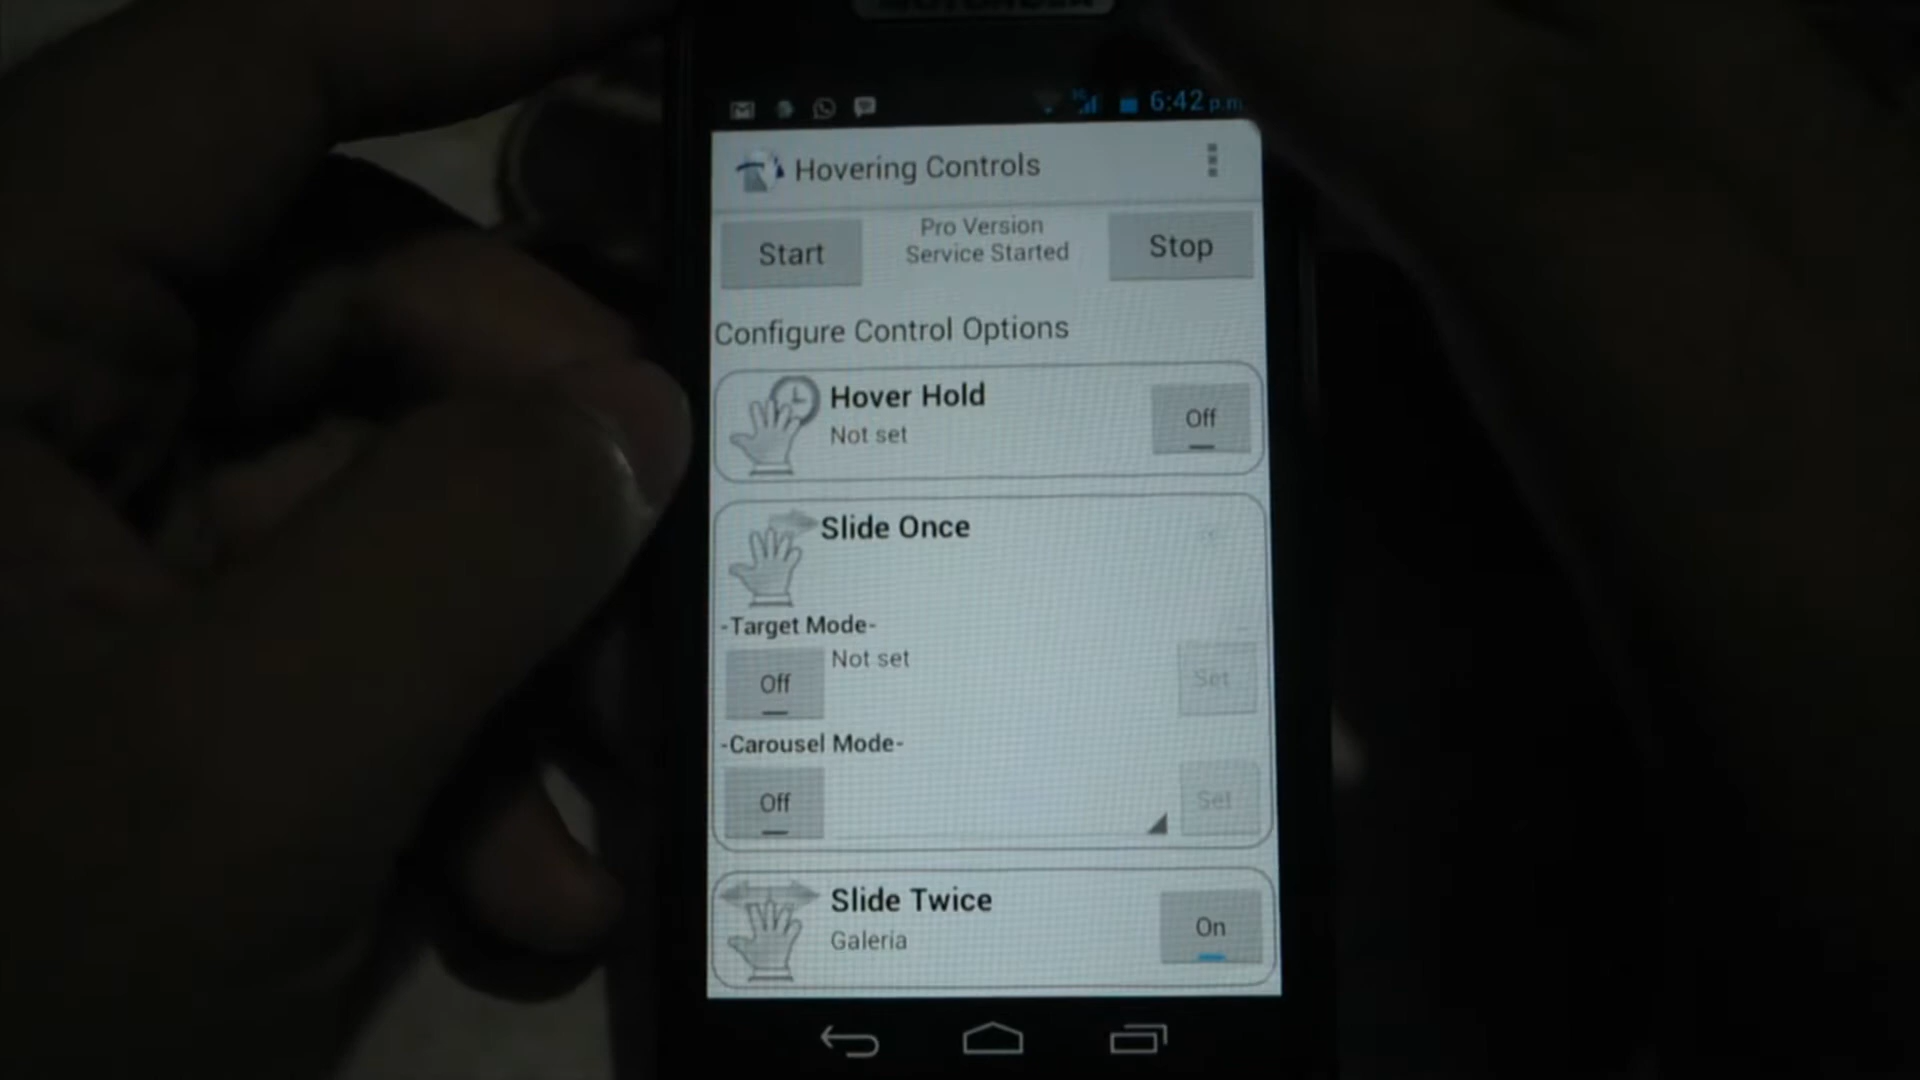 6:42 p.m.
Hovering Controls
Start
Pro Version
Service Started
Stop
Configure Control Options
Hover Hold
Not set
Off
Slide Once
-Target Mode-
Not set
Off
Set
-Carousel Mode-
Off
Set
Slide Twice
Galeria
On